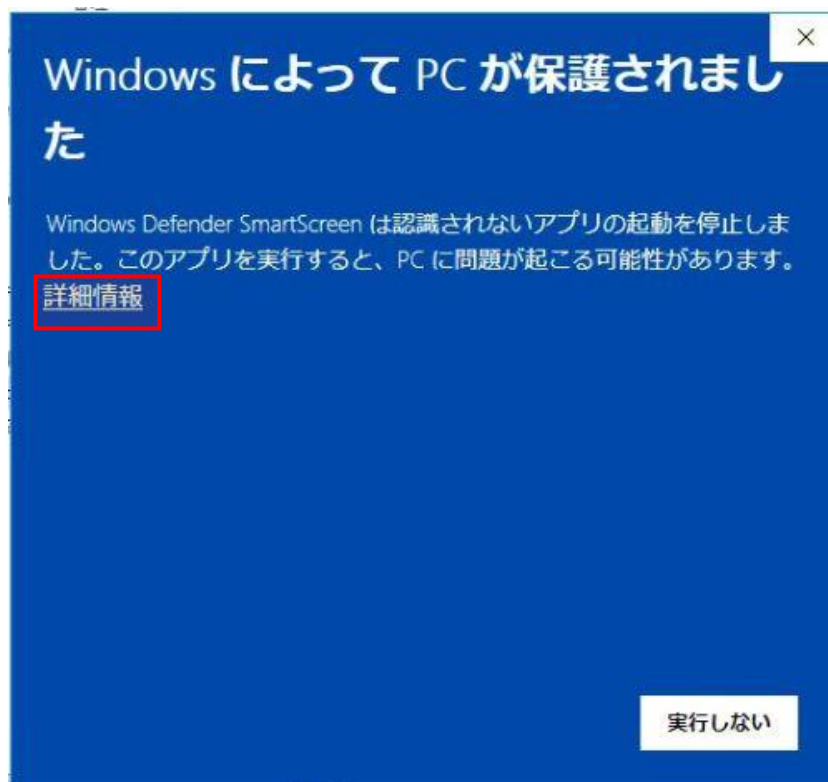 Windows によって PC が保護されまし
た
Windows Defender SmartScreen は認識されないアプリの起動を停止しま
した。このアプリを実行すると、PC に問題が起こる可能性があります。
詳細情報
実行しない